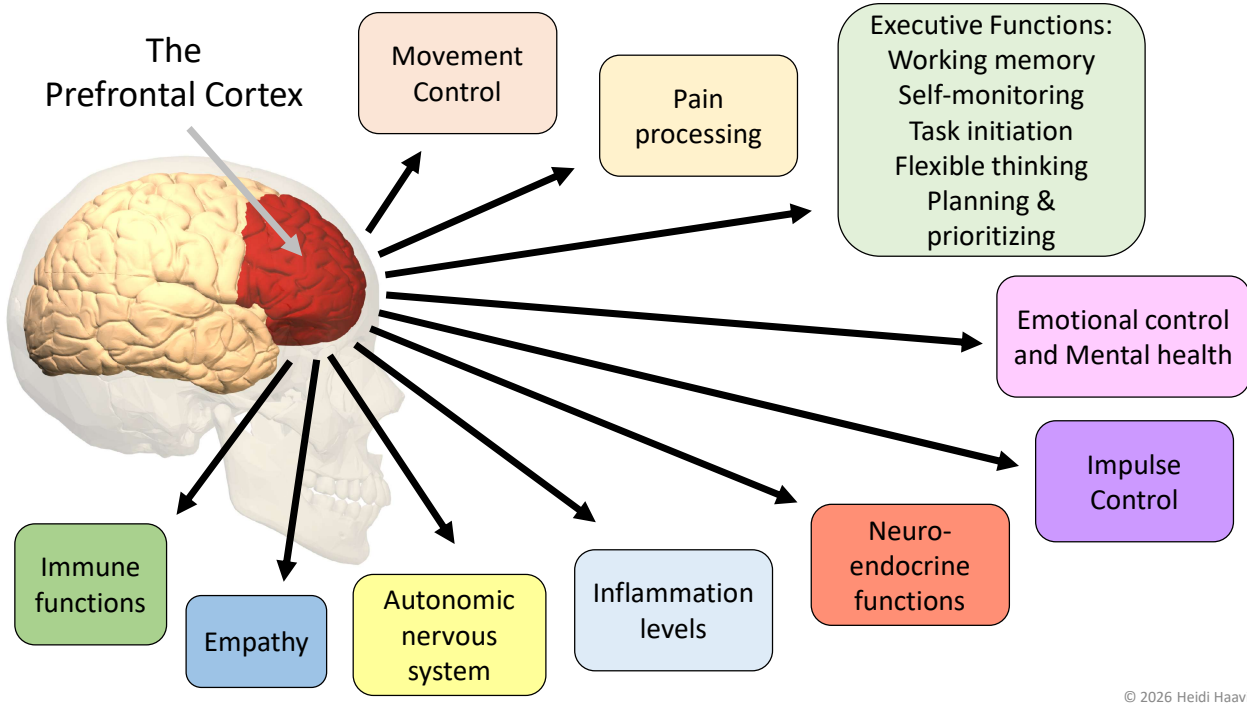 The
Prefrontal Cortex
Movement
Control
Pain
processing
Executive Functions:
Working memory
Self-monitoring
Task initiation
Flexible thinking
Planning &
prioritizing
Emotional control
and Mental health
Impulse
Control
Neuro-
endocrine
functions
Inflammation
levels
Autonomic
nervous
system
Empathy
Immune
functions
© 2026 Heidi Haav